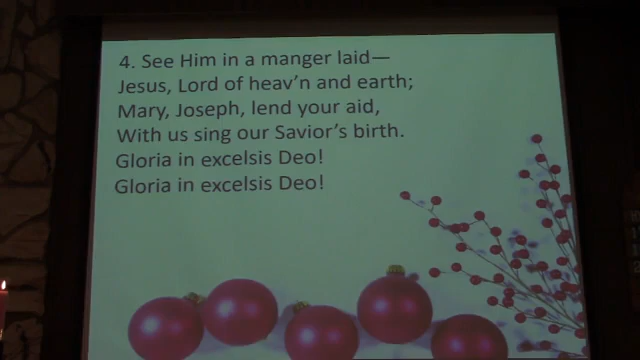 4. See Him in a manger laid—
Jesus, Lord of heav’n and earth;
Mary, Joseph, lend your aid,
With us sing our Savior’s birth.
Gloria in excelsis Deo!
Gloria in excelsis Deo!